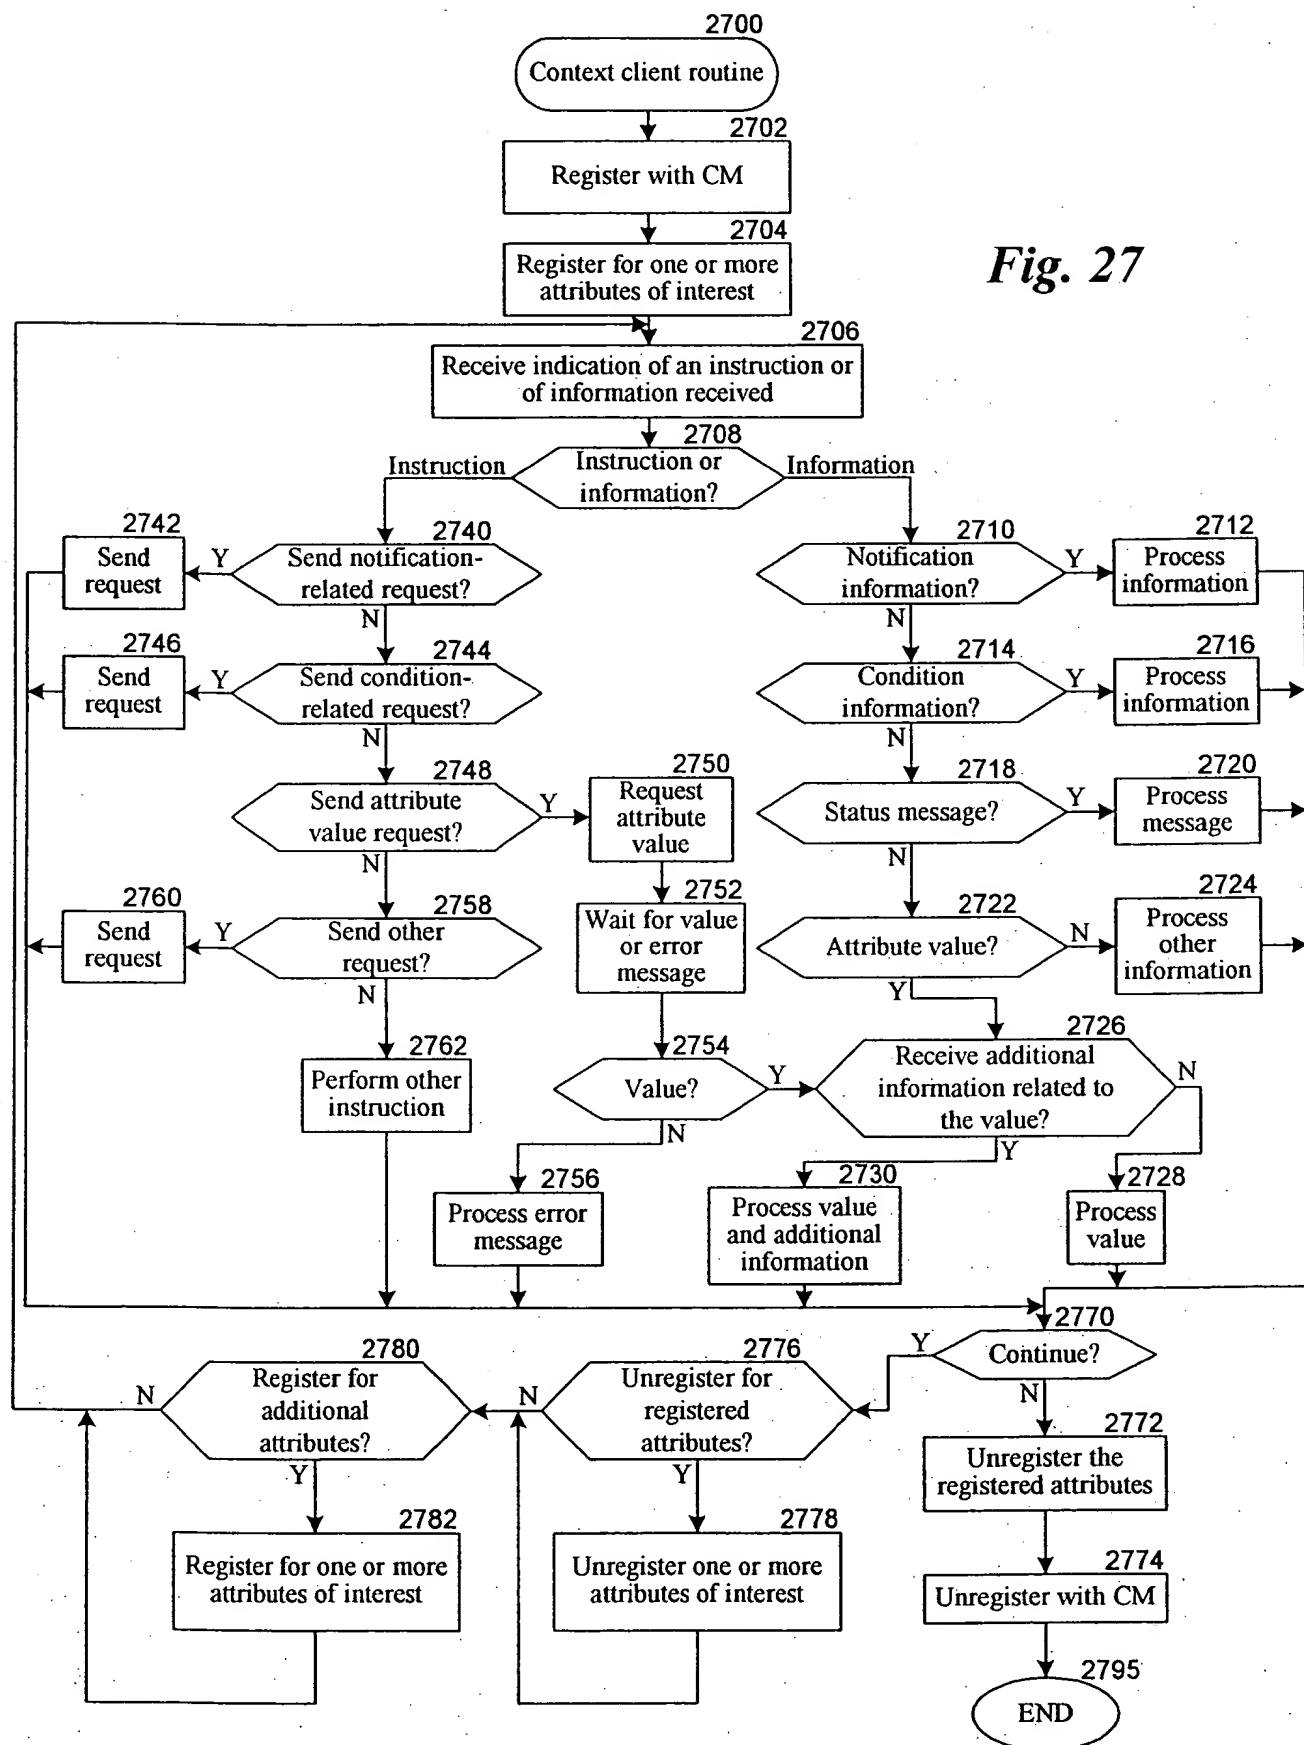 2700
Context client routine
2702
Register with CM
2704
Register for one or more
attributes of interest
Fig. 27
2706
Receive indication of an instruction or
of information received
2708
Instruction or
information?
Instruction
Information
2740
Send notification-
related request?
Y
N
2742
Send
request
2744
Send condition-
related request?
Y
N
2746
Send
request
2748
Send attribute
value request?
Y
N
2750
Request
attribute
value
2752
Wait for value
or error
message
2754
Value?
Y
N
2756
Process error
message
2758
Send other
request?
Y
N
2760
Send
request
2762
Perform other
instruction
2710
Notification
information?
Y
N
2712
Process
information
2714
Condition
information?
Y
N
2716
Process
information
2718
Status message?
Y
N
2720
Process
message
2722
Attribute value?
N
Y
2724
Process
other
information
2726
Receive additional
information related to
the value?
N
Y
2730
Process value
and additional
information
2728
Process
value
2770
Continue?
Y
N
2776
Unregister for
registered
attributes?
N
Y
2778
Unregister one or more
attributes of interest
2780
Register for
additional
attributes?
N
Y
2782
Register for one or more
attributes of interest
2772
Unregister the
registered attributes
2774
Unregister with CM
2795
END